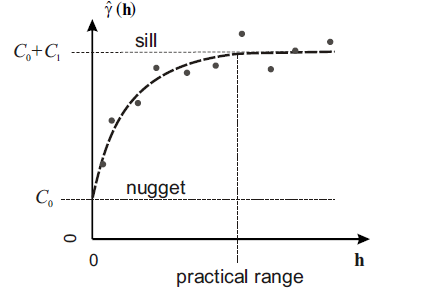 γ̂ (h)
C₀+C₁
sill
C₀
nugget
0
0
h
practical range